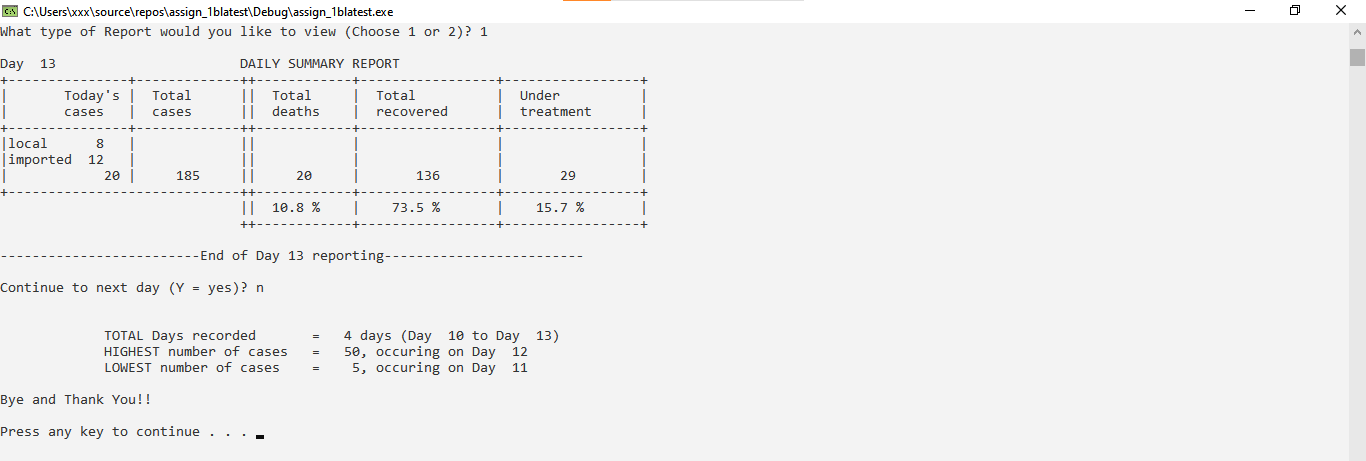 C:\Users\xxx\source\repos\assign_1blatest\Debug\assign_1blatest.exe
What type of Report would you like to view (Choose 1 or 2)? 1
Day  13                       DAILY SUMMARY REPORT
+---------------+-------------++------------+-----------------+-----------------+
|       Today's |  Total      ||  Total     |  Total          |  Under          |
|       cases   |  cases      ||  deaths    |  recovered      |  treatment      |
+---------------+-------------++------------+-----------------+-----------------+
|local      8   |             ||            |                 |                 |
|imported  12   |             ||            |                 |                 |
|            20 |     185     ||     20     |       136       |       29        |
+-----------------------------++------------+-----------------+-----------------+
                              ||  10.8 %    |    73.5 %       |    15.7 %       |
                              ++------------+-----------------+-----------------+
-------------------------End of Day 13 reporting-------------------------
Continue to next day (Y = yes)? n
TOTAL Days recorded       =   4 days (Day  10 to Day  13)
HIGHEST number of cases   =   50, occuring on Day  12
LOWEST number of cases    =    5, occuring on Day  11
Bye and Thank You!!
Press any key to continue . . .